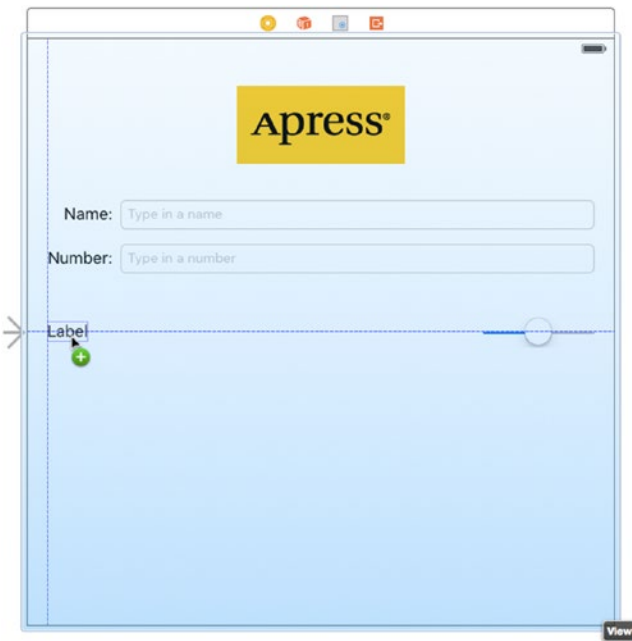 Apress®
Name: Type in a name
Number: Type in a number
Label
View